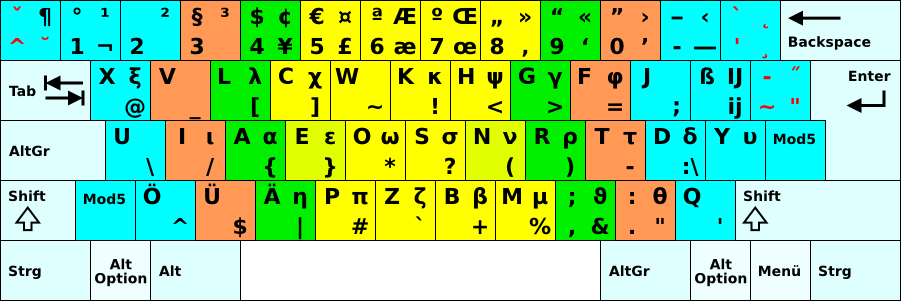 ˇ ¶ ° ¹ ² § ³ $ ¢ € ¤ ª Æ º Œ „ » “ « ” › – ‹ ` ˛
^ ˘ 1 ¬ 2 3 4 ¥ 5 £ 6 æ 7 œ 8 ‚ 9 ‘ 0 ’ - — ' ¸ Backspace
Tab X ξ V L λ C χ W K κ H ψ G γ F φ J ß IJ - ˝ Enter
@ _ [ ] ~ ! < > = ; ij ~ "
AltGr U I ι A α E ε O ω S σ N ν R ρ T τ D δ Y υ Mod5
\ / { } * ? ( ) - :\
Shift Mod5 Ö Ü Ä η P π Z ζ B β M μ ; ϑ : θ Q Shift
^ $ | # ` + % , & . " '
Strg Alt Option Alt AltGr Alt Option Menü Strg